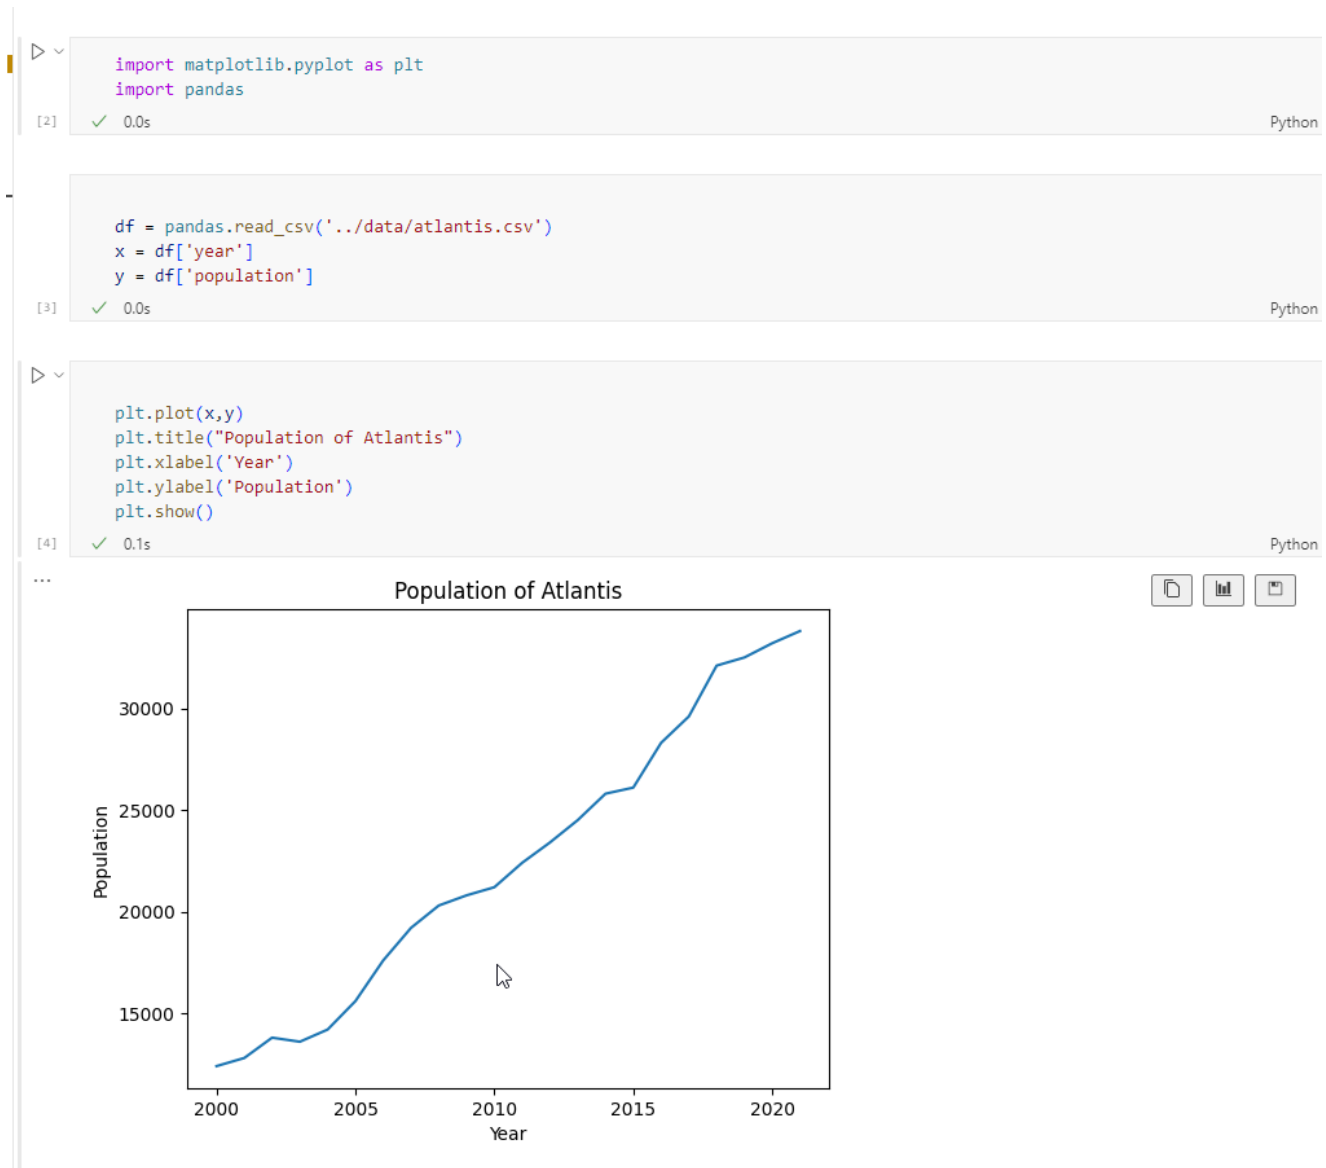 import matplotlib.pyplot as plt
import pandas
[2]
0.0s
Python
df = pandas.read_csv('../data/atlantis.csv')
x = df['year']
y = df['population']
[3]
0.0s
Python
plt.plot(x,y)
plt.title("Population of Atlantis")
plt.xlabel('Year')
plt.ylabel('Population')
plt.show()
[4]
0.1s
Python
...
Population of Atlantis
30000
25000
20000
15000
Population
2000 2005 2010 2015 2020
Year